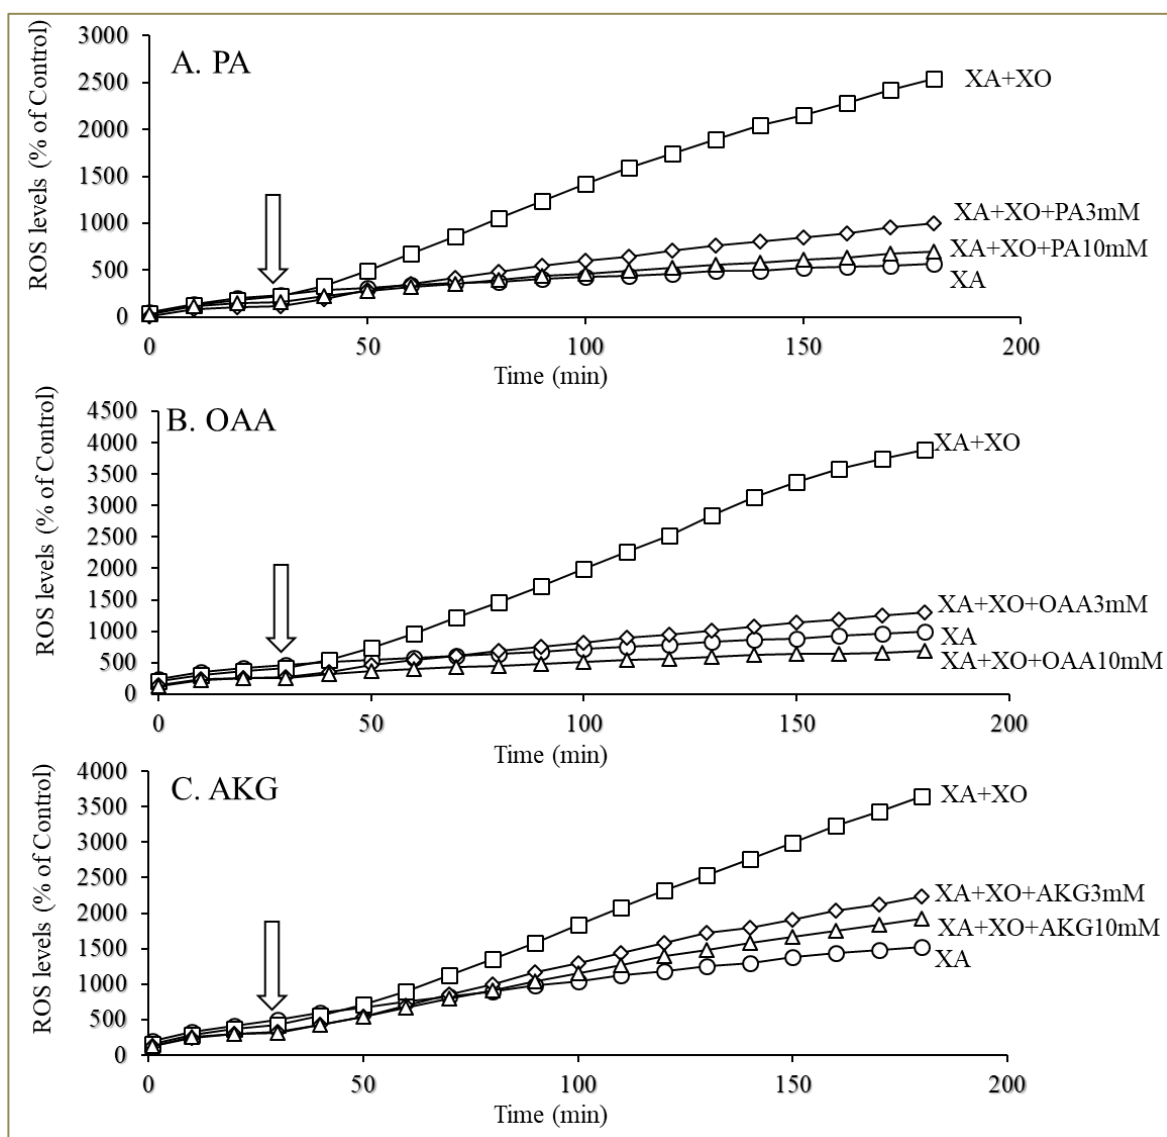 A. PA
ROS levels (% of Control)
3000
2500
2000
1500
1000
500
0
XA+XO
XA+XO+PA3mM
XA+XO+PA10mM
XA
0 50 100 150 200
Time (min)
B. OAA
ROS levels (% of Control)
4500
4000
3500
3000
2500
2000
1500
1000
500
0
XA+XO
XA+XO+OAA3mM
XA
XA+XO+OAA10mM
0 50 100 150 200
Time (min)
C. AKG
ROS levels (% of Control)
4000
3500
3000
2500
2000
1500
1000
500
0
XA+XO
XA+XO+AKG3mM
XA+XO+AKG10mM
XA
0 50 100 150 200
Time (min)